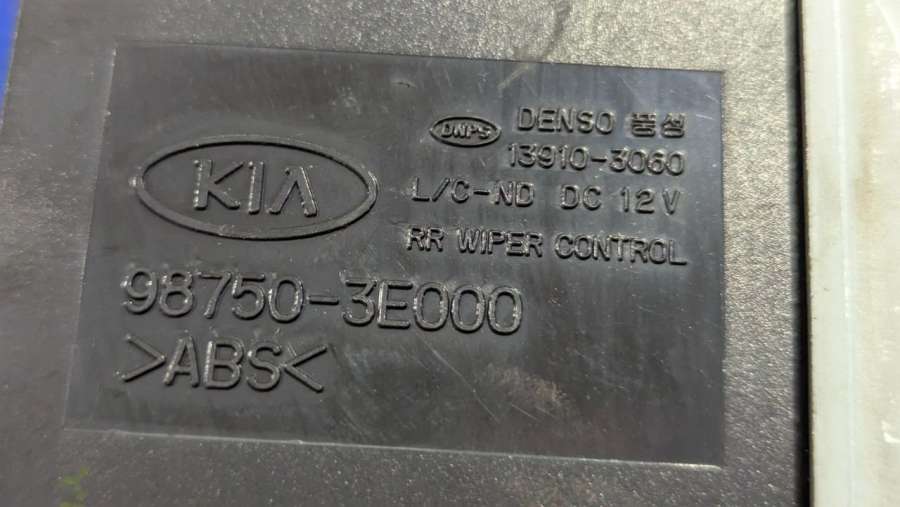 DNPS DENSO 풍성
13910-3060
L/C-ND DC 12V
KIA
RR WIPER CONTROL
98750-3E000
>ABS<